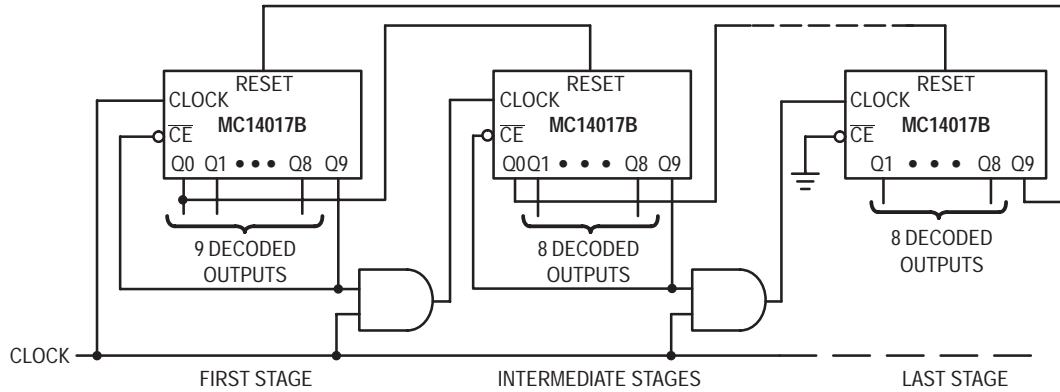 RESET RESET RESET
CLOCK CLOCK CLOCK
MC14017B MC14017B MC14017B
CE CE CE
Q0 Q1 • • • Q8 Q9 Q0 Q1 • • • Q8 Q9 Q1 • • • Q8 Q9
9 DECODED OUTPUTS
8 DECODED OUTPUTS
8 DECODED OUTPUTS
CLOCK
FIRST STAGE INTERMEDIATE STAGES LAST STAGE